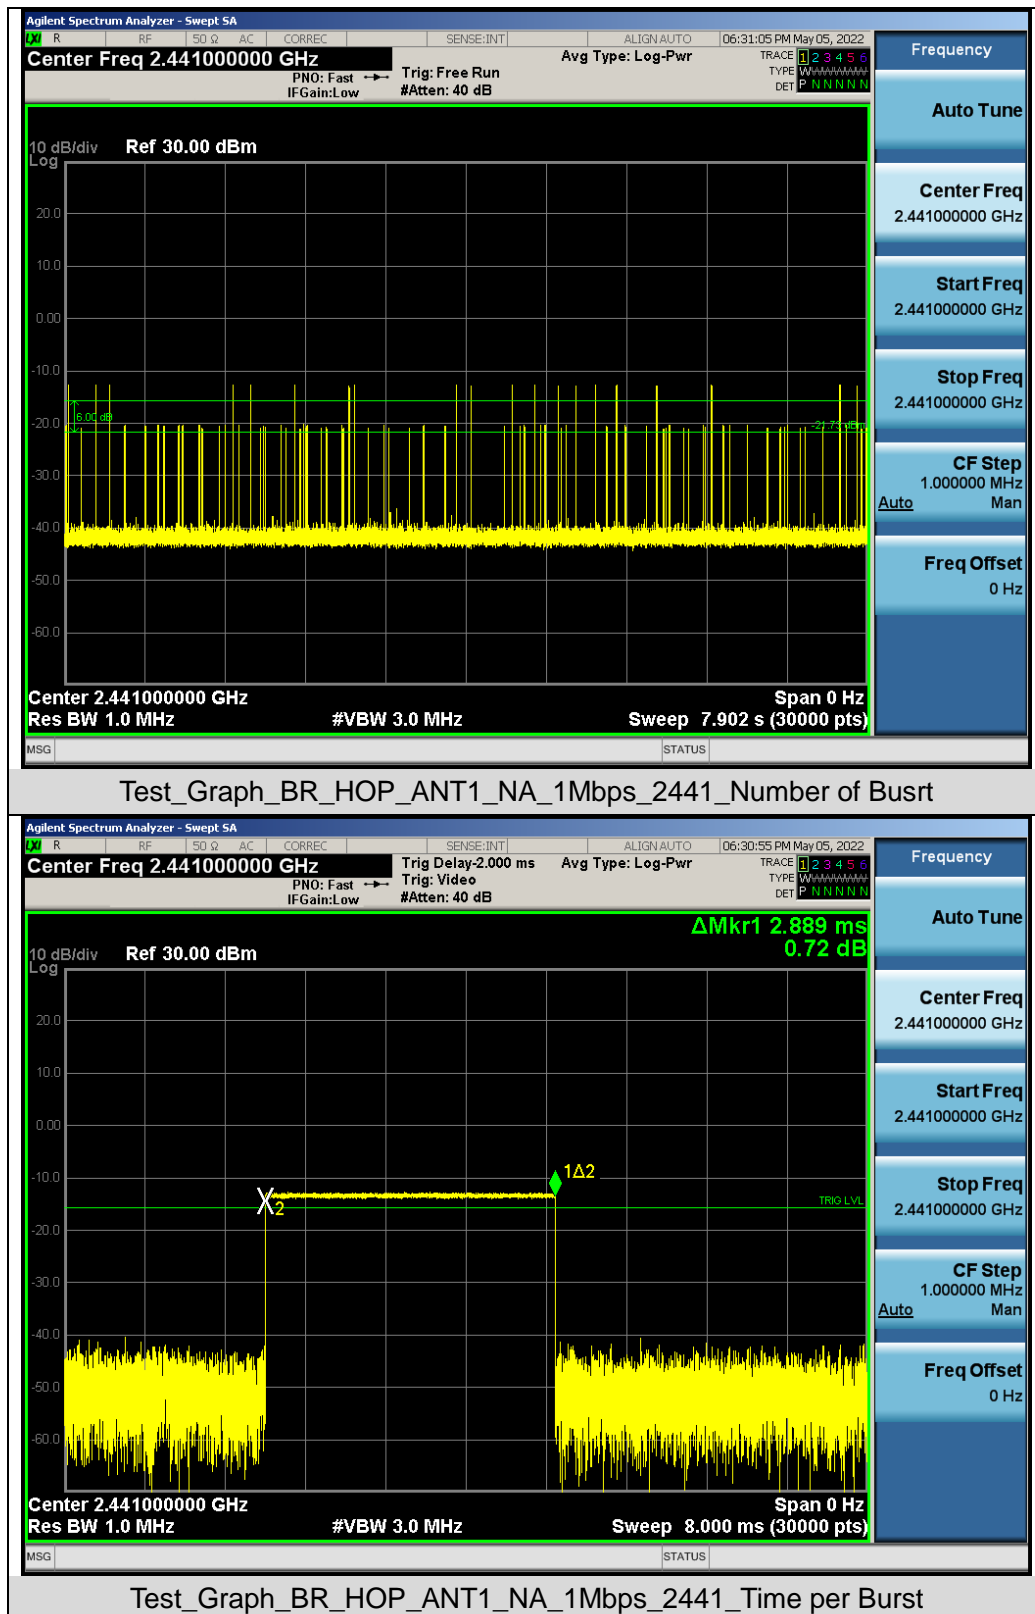 Agilent Spectrum Analyzer - Swept SA
LXI R RF 50 Ω AC CORREC SENSE:INT ALIGN AUTO 06:31:05 PM May 05, 2022
Center Freq 2.441000000 GHz Avg Type: Log-Pwr TRACE 1 2 3 4 5 6
PNO: Fast Trig: Free Run TYPE W
IFGain:Low #Atten: 40 dB DET P N N N N N
Frequency
Auto Tune
10 dB/div Ref 30.00 dBm
Log
20.0
10.0
0.00
-10.0
-20.0
-30.0
-40.0
-50.0
-60.0
6.00 dB
-21.73 dBm
Center Freq
2.441000000 GHz
Start Freq
2.441000000 GHz
Stop Freq
2.441000000 GHz
CF Step
1.000000 MHz
Auto Man
Freq Offset
0 Hz
Center 2.441000000 GHz Span 0 Hz
Res BW 1.0 MHz #VBW 3.0 MHz Sweep 7.902 s (30000 pts)
MSG STATUS
Test_Graph_BR_HOP_ANT1_NA_1Mbps_2441_Number of Busrt
Agilent Spectrum Analyzer - Swept SA
LXI R RF 50 Ω AC CORREC SENSE:INT ALIGN AUTO 06:30:55 PM May 05, 2022
Center Freq 2.441000000 GHz Trig Delay-2.000 ms Avg Type: Log-Pwr TRACE 1 2 3 4 5 6
PNO: Fast Trig: Video TYPE W
IFGain:Low #Atten: 40 dB DET P N N N N N
Frequency
Auto Tune
ΔMkr1 2.889 ms
0.72 dB
10 dB/div Ref 30.00 dBm
Log
20.0
10.0
0.00
-10.0
-20.0
-30.0
-40.0
-50.0
-60.0
1Δ2
2
TRIG LVL
Center Freq
2.441000000 GHz
Start Freq
2.441000000 GHz
Stop Freq
2.441000000 GHz
CF Step
1.000000 MHz
Auto Man
Freq Offset
0 Hz
Center 2.441000000 GHz Span 0 Hz
Res BW 1.0 MHz #VBW 3.0 MHz Sweep 8.000 ms (30000 pts)
MSG STATUS
Test_Graph_BR_HOP_ANT1_NA_1Mbps_2441_Time per Burst